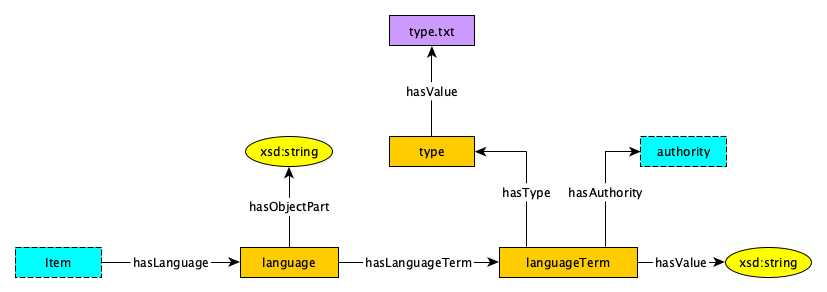 type.txt
hasValue
xsd:string
type
authority
hasObjectPart
hasType
hasAuthority
Item
hasLanguage
language
hasLanguageTerm
languageTerm
hasValue
xsd:string